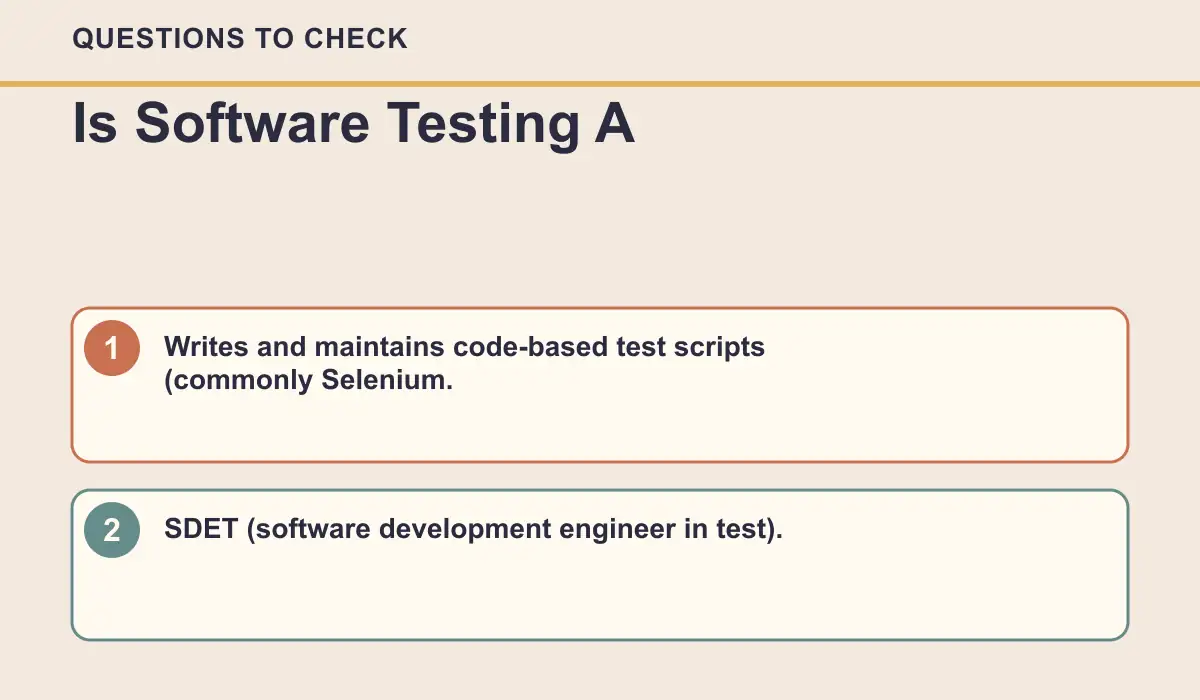 QUESTIONS TO CHECK
Is Software Testing A
1
Writes and maintains code-based test scripts
(commonly Selenium.
2
SDET (software development engineer in test).